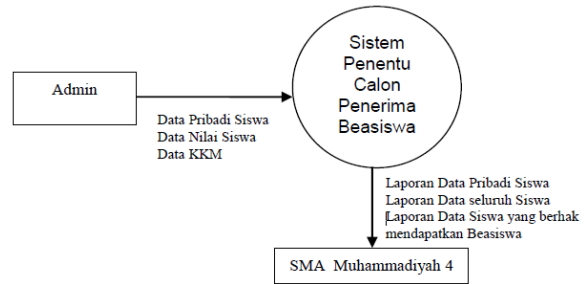 Sistem
Penentu
Calon
Penerima
Beasiswa
Admin
Data Pribadi Siswa
Data Nilai Siswa
Data KKM
Laporan Data Pribadi Siswa
Laporan Data seluruh Siswa
Laporan Data Siswa yang berhak
mendapatkan Beasiswa
SMA Muhammadiyah 4